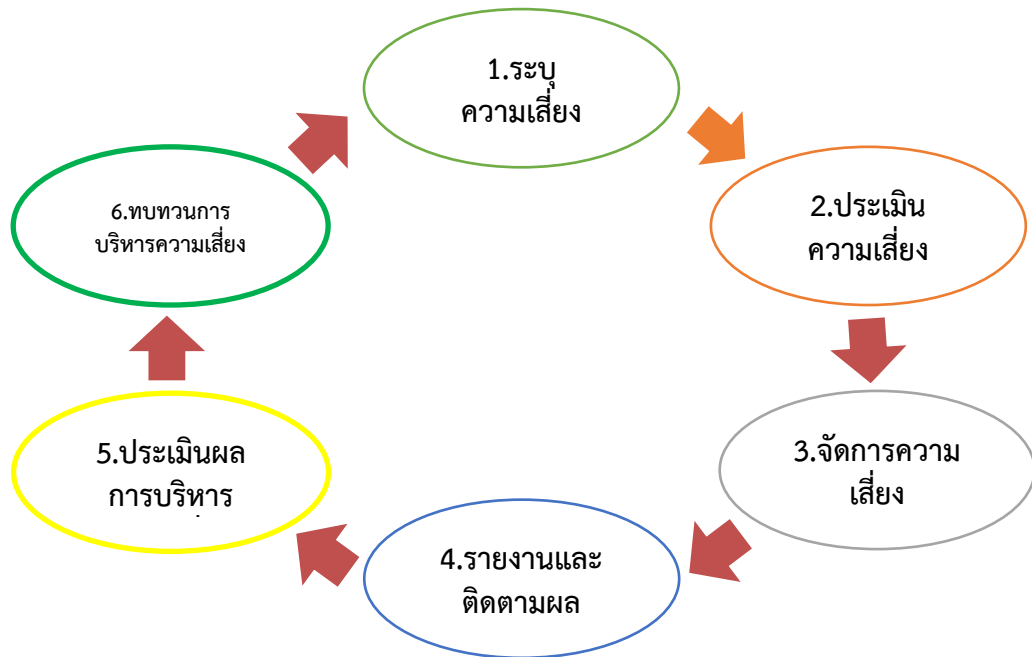 1.ระบุ
ความเสี่ยง
2.ประเมิน
ความเสี่ยง
3.จัดการความ
เสี่ยง
4.รายงานและ
ติดตามผล
5.ประเมินผล
การบริหาร
6.ทบทวนการ
บริหารความเสี่ยง